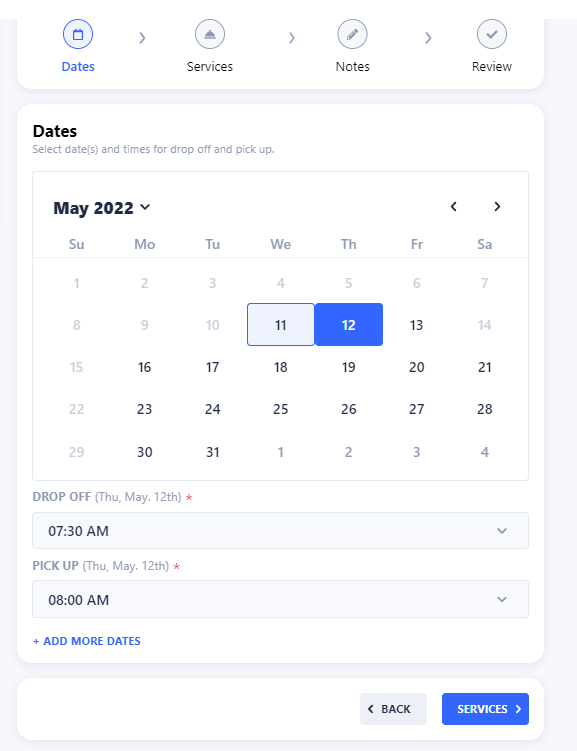 Dates Services Notes Review
Dates
Select date(s) and times for drop off and pick up.
May 2022
Su Mo Tu We Th Fr Sa
1 2 3 4 5 6 7
8 9 10 11 12 13 14
15 16 17 18 19 20 21
22 23 24 25 26 27 28
29 30 31 1 2 3 4
DROP OFF (Thu, May. 12th) *
07:30 AM
PICK UP (Thu, May. 12th) *
08:00 AM
+ ADD MORE DATES
BACK SERVICES